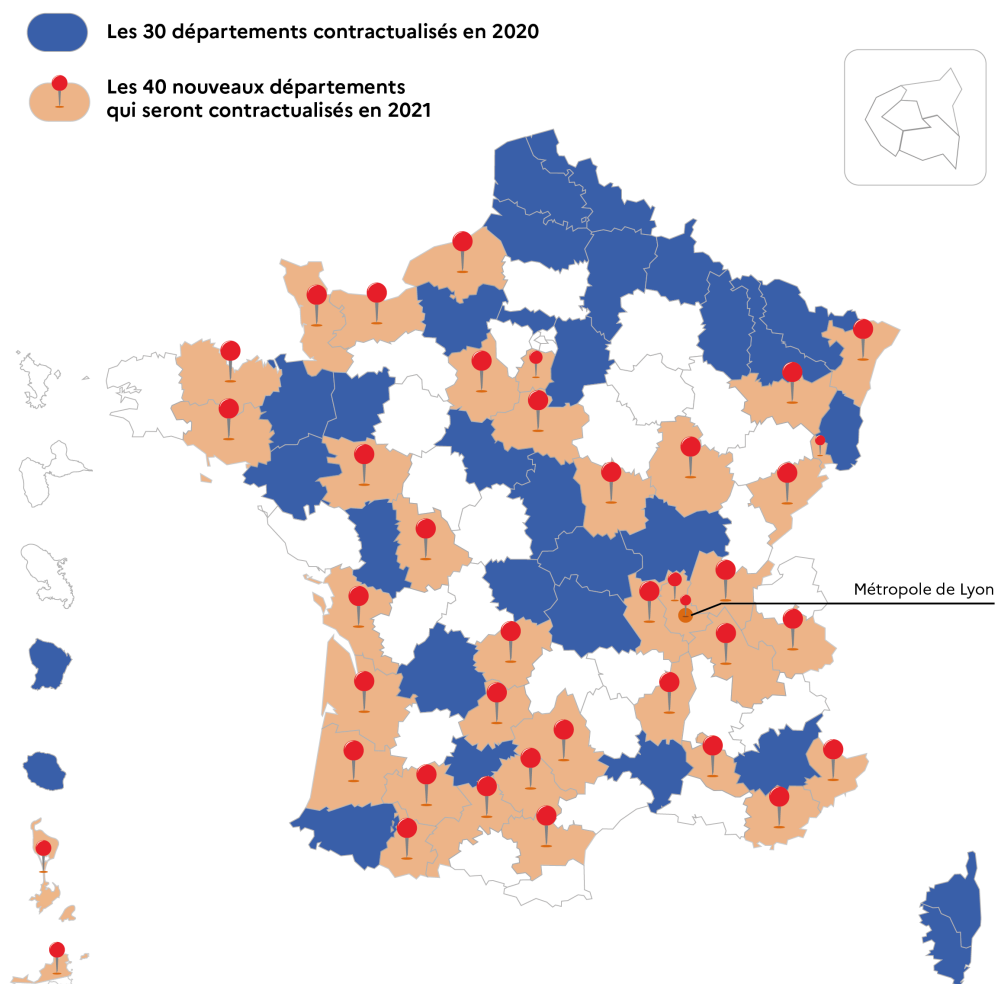 Les 30 départements contractualisés en 2020
Les 40 nouveaux départements
qui seront contractualisés en 2021
Métropole de Lyon